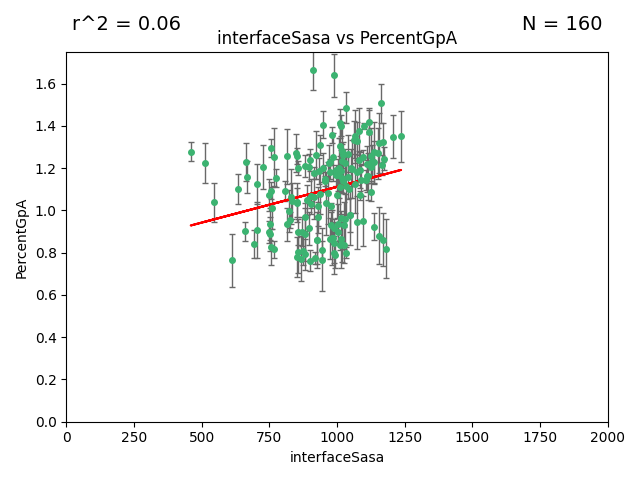 r^2 = 0.06
N = 160
interfaceSasa vs PercentGpA
PercentGpA
1.6
1.4
1.2
1.0
0.8
0.6
0.4
0.2
0.0
0 250 500 750 1000 1250 1500 1750 2000
interfaceSasa